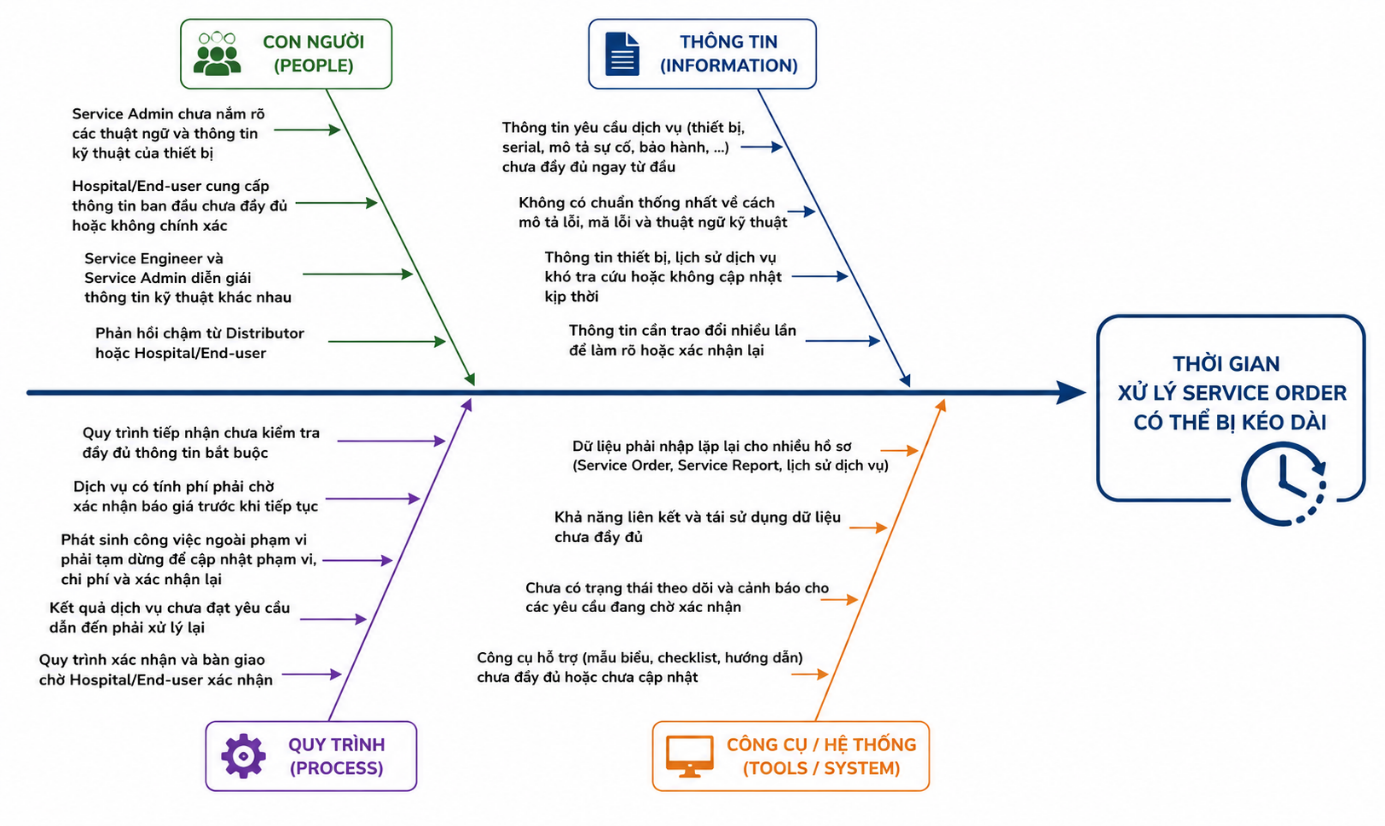 CON NGƯỜI
(PEOPLE)
Service Admin chưa nắm rõ
các thuật ngữ và thông tin
kỹ thuật của thiết bị
Hospital/End-user cung cấp
thông tin ban đầu chưa đầy đủ
hoặc không chính xác
Service Engineer và
Service Admin diễn giải
thông tin kỹ thuật khác nhau
Phản hồi chậm từ Distributor
hoặc Hospital/End-user
THÔNG TIN
(INFORMATION)
Thông tin yêu cầu dịch vụ (thiết bị,
serial, mô tả sự cố, bảo hành, ...)
chưa đầy đủ ngay từ đầu
Không có chuẩn thống nhất về cách
mô tả lỗi, mã lỗi và thuật ngữ kỹ thuật
Thông tin thiết bị, lịch sử dịch vụ
khó tra cứu hoặc không cập nhật
kịp thời
Thông tin cần trao đổi nhiều lần
để làm rõ hoặc xác nhận lại
THỜI GIAN
XỬ LÝ SERVICE ORDER
CÓ THỂ BỊ KÉO DÀI
Quy trình tiếp nhận chưa kiểm tra
đầy đủ thông tin bắt buộc
Dịch vụ có tính phí phải chờ
xác nhận báo giá trước khi tiếp tục
Phát sinh công việc ngoài phạm vi
phải tạm dừng để cập nhật phạm vi,
chi phí và xác nhận lại
Kết quả dịch vụ chưa đạt yêu cầu
dẫn đến phải xử lý lại
Quy trình xác nhận và bàn giao
chờ Hospital/End-user xác nhận
QUY TRÌNH
(PROCESS)
Dữ liệu phải nhập lặp lại cho nhiều hồ sơ
(Service Order, Service Report, lịch sử dịch vụ)
Khả năng liên kết và tái sử dụng dữ liệu
chưa đầy đủ
Chưa có trạng thái theo dõi và cảnh báo cho
các yêu cầu đang chờ xác nhận
Công cụ hỗ trợ (mẫu biểu, checklist, hướng dẫn)
chưa đầy đủ hoặc chưa cập nhật
CÔNG CỤ / HỆ THỐNG
(TOOLS / SYSTEM)